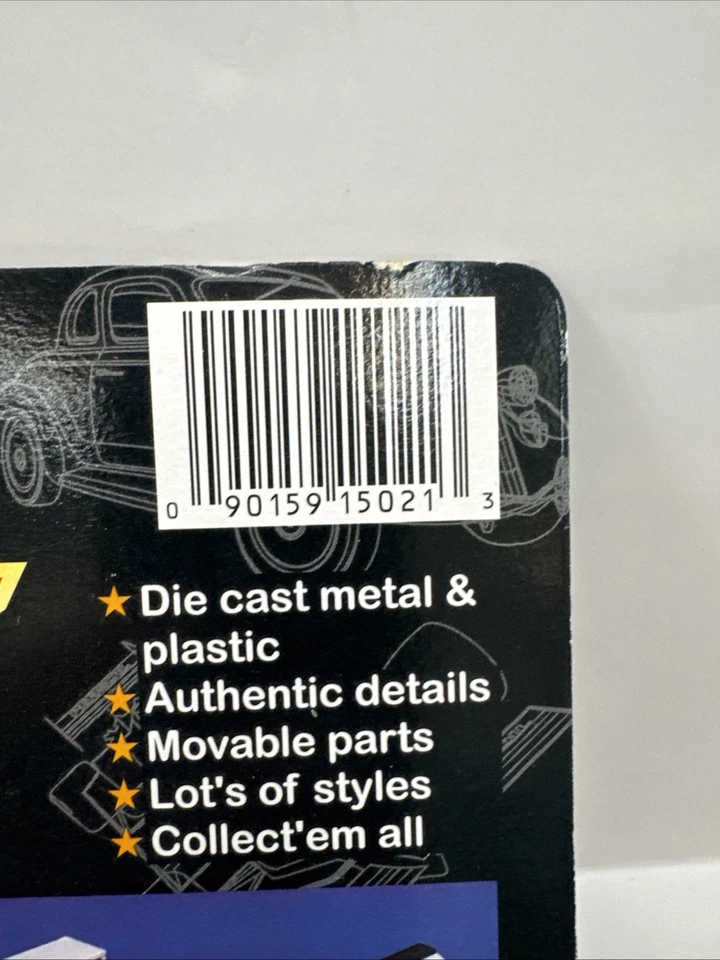 0 90159 15021 3
★ Die cast metal &
plastic
★ Authentic details
★ Movable parts
★ Lot's of styles
★ Collect'em all